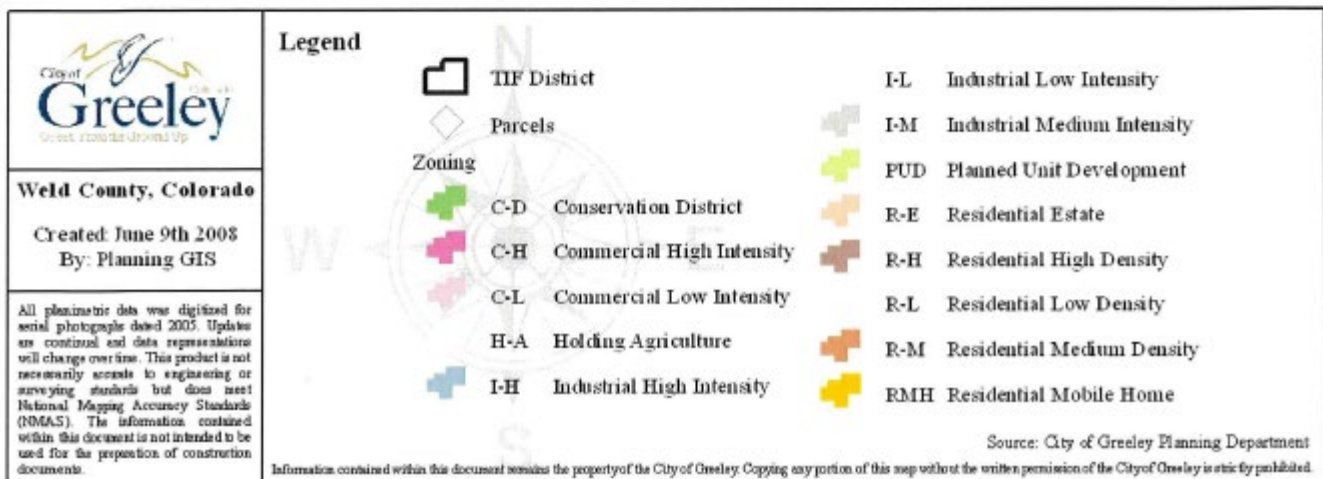 City of
Greeley
Great. From the Ground Up.
Weld County, Colorado
Created: June 9th 2008
By: Planning GIS
All planimetric data was digitized for
aerial photographs dated 2005. Updates
are continual and data representations
will change over time. This product is not
necessarily accurate to engineering or
surveying standards but does meet
National Mapping Accuracy Standards
(NMAS). The information contained
within this document is not intended to be
used for the prepration of construction
documents.
Legend
TIF District
Parcels
Zoning
C-D Conservation District
C-H Commercial High Intensity
C-L Commercial Low Intensity
H-A Holding Agriculture
I-H Industrial High Intensity
I-L Industrial Low Intensity
I-M Industrial Medium Intensity
PUD Planned Unit Development
R-E Residential Estate
R-H Residential High Density
R-L Residential Low Density
R-M Residential Medium Density
RMH Residential Mobile Home
N
W
E
S
Source: City of Greeley Planning Department
Information contained within this document remains the property of the City of Greeley. Copying any portion of this map without the written permission of the City of Greeley is strictly prohibited.